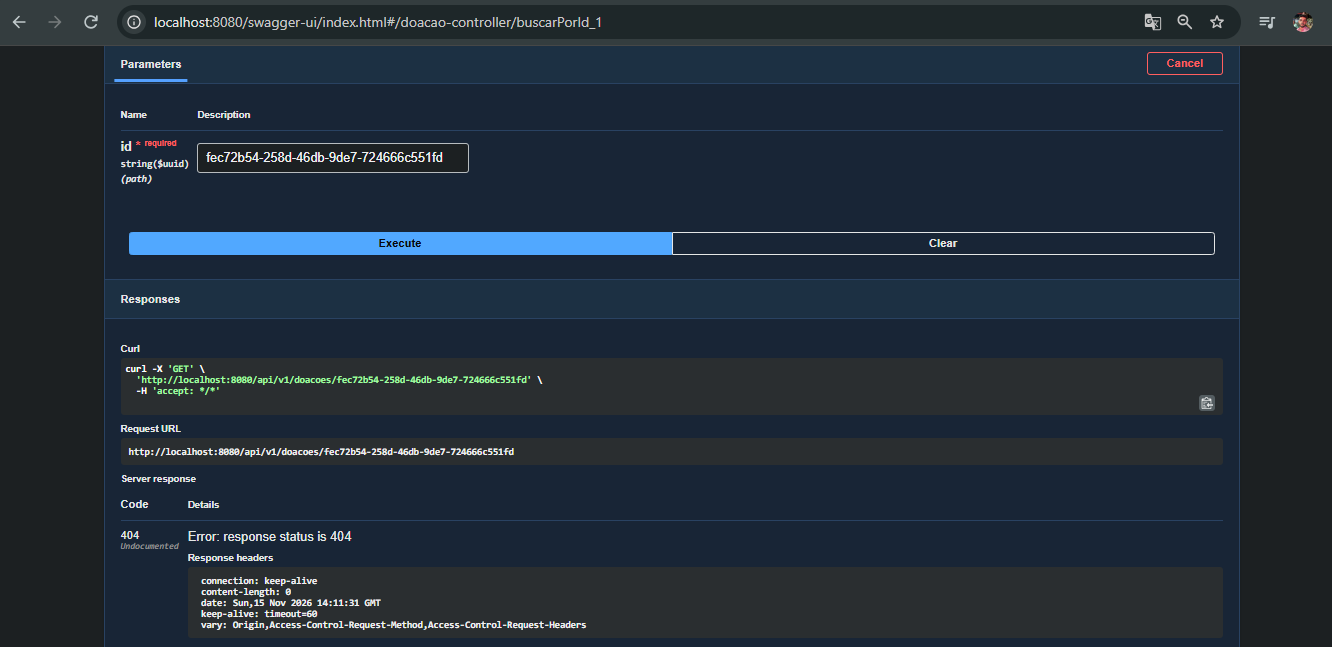 localhost:8080/swagger-ui/index.html#/doacao-controller/buscarPorId_1
Parameters
Cancel
Name Description
id * required
string($uuid)
(path)
fec72b54-258d-46db-9de7-724666c551fd
Execute Clear
Responses
Curl
curl -X 'GET' \
'http://localhost:8080/api/v1/doacoes/fec72b54-258d-46db-9de7-724666c551fd' \
-H 'accept: */*'
Request URL
http://localhost:8080/api/v1/doacoes/fec72b54-258d-46db-9de7-724666c551fd
Server response
Code Details
404
Undocumented
Error: response status is 404
Response headers
connection: keep-alive
content-length: 0
date: Sun,15 Nov 2026 14:11:31 GMT
keep-alive: timeout=60
vary: Origin,Access-Control-Request-Method,Access-Control-Request-Headers